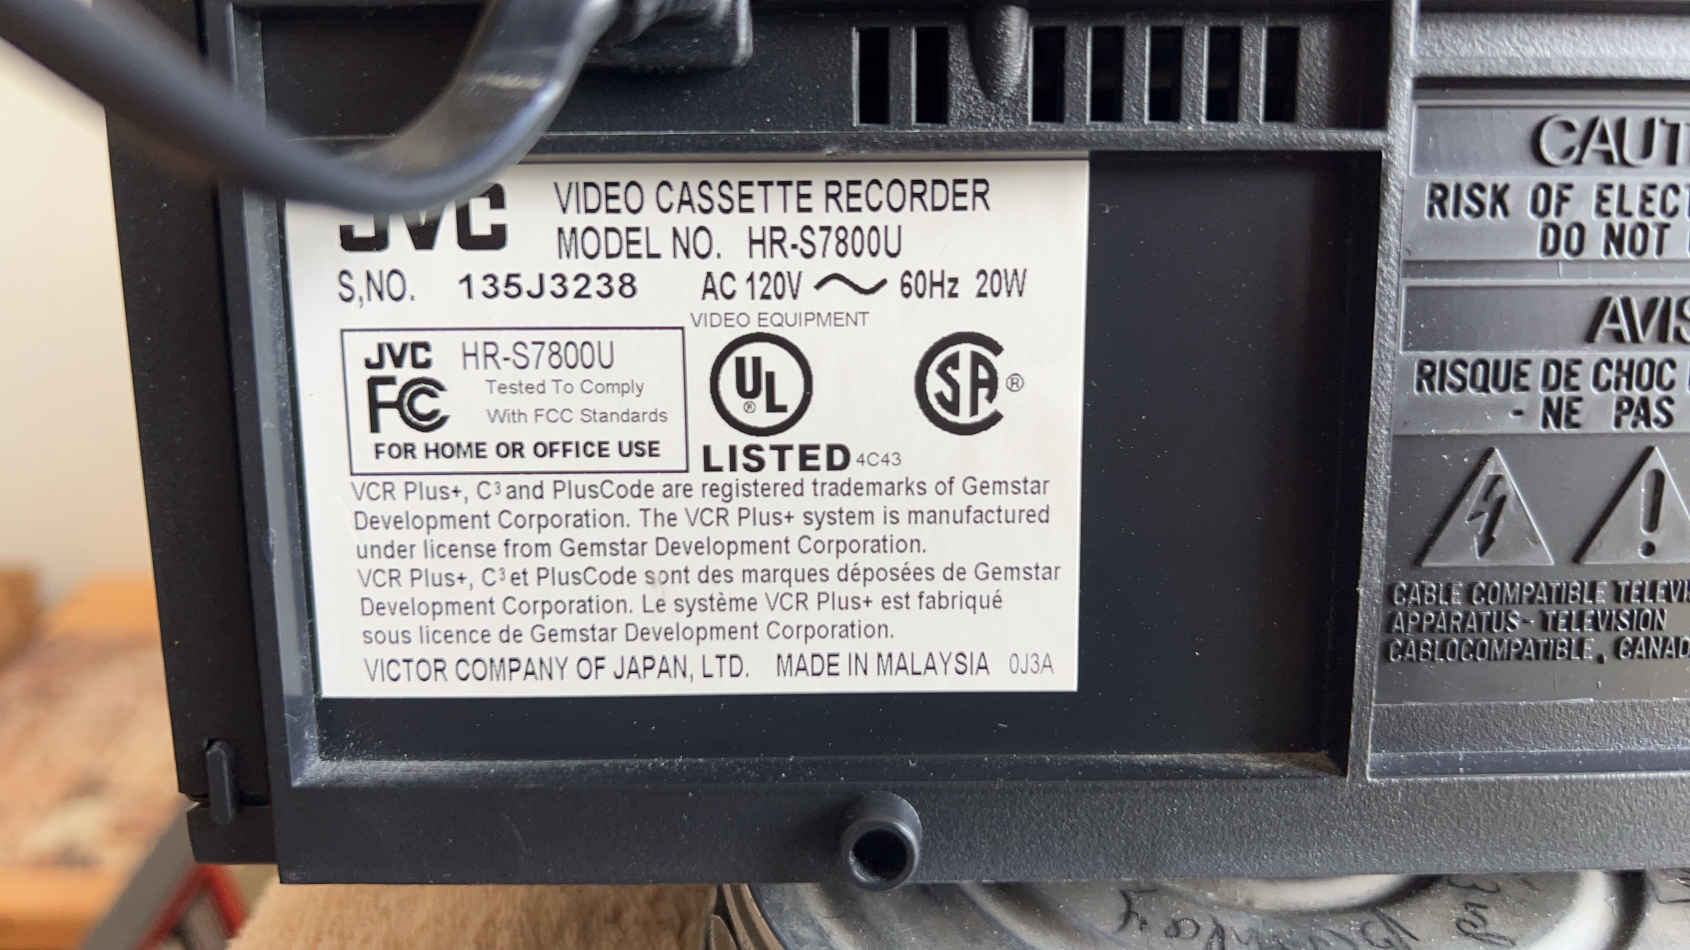 JVC VIDEO CASSETTE RECORDER
MODEL NO. HR-S7800U
S,NO. 135J3238 AC 120V 60Hz 20W
VIDEO EQUIPMENT
JVC HR-S7800U
FCC Tested To Comply
With FCC Standards
FOR HOME OR OFFICE USE
UL ®
LISTED 4C43
SA ®
VCR Plus+, C³ and PlusCode are registered trademarks of Gemstar
Development Corporation. The VCR Plus+ system is manufactured
under license from Gemstar Development Corporation.
VCR Plus+, C³ et PlusCode sont des marques déposées de Gemstar
Development Corporation. Le système VCR Plus+ est fabriqué
sous licence de Gemstar Development Corporation.
VICTOR COMPANY OF JAPAN, LTD. MADE IN MALAYSIA 0J3A
CAUT
RISK OF ELECT
DO NOT
AVIS
RISQUE DE CHOC
- NE PAS
CABLE COMPATIBLE TELEVI
APPARATUS - TELEVISION
CABLOCOMPATIBLE, CANAD